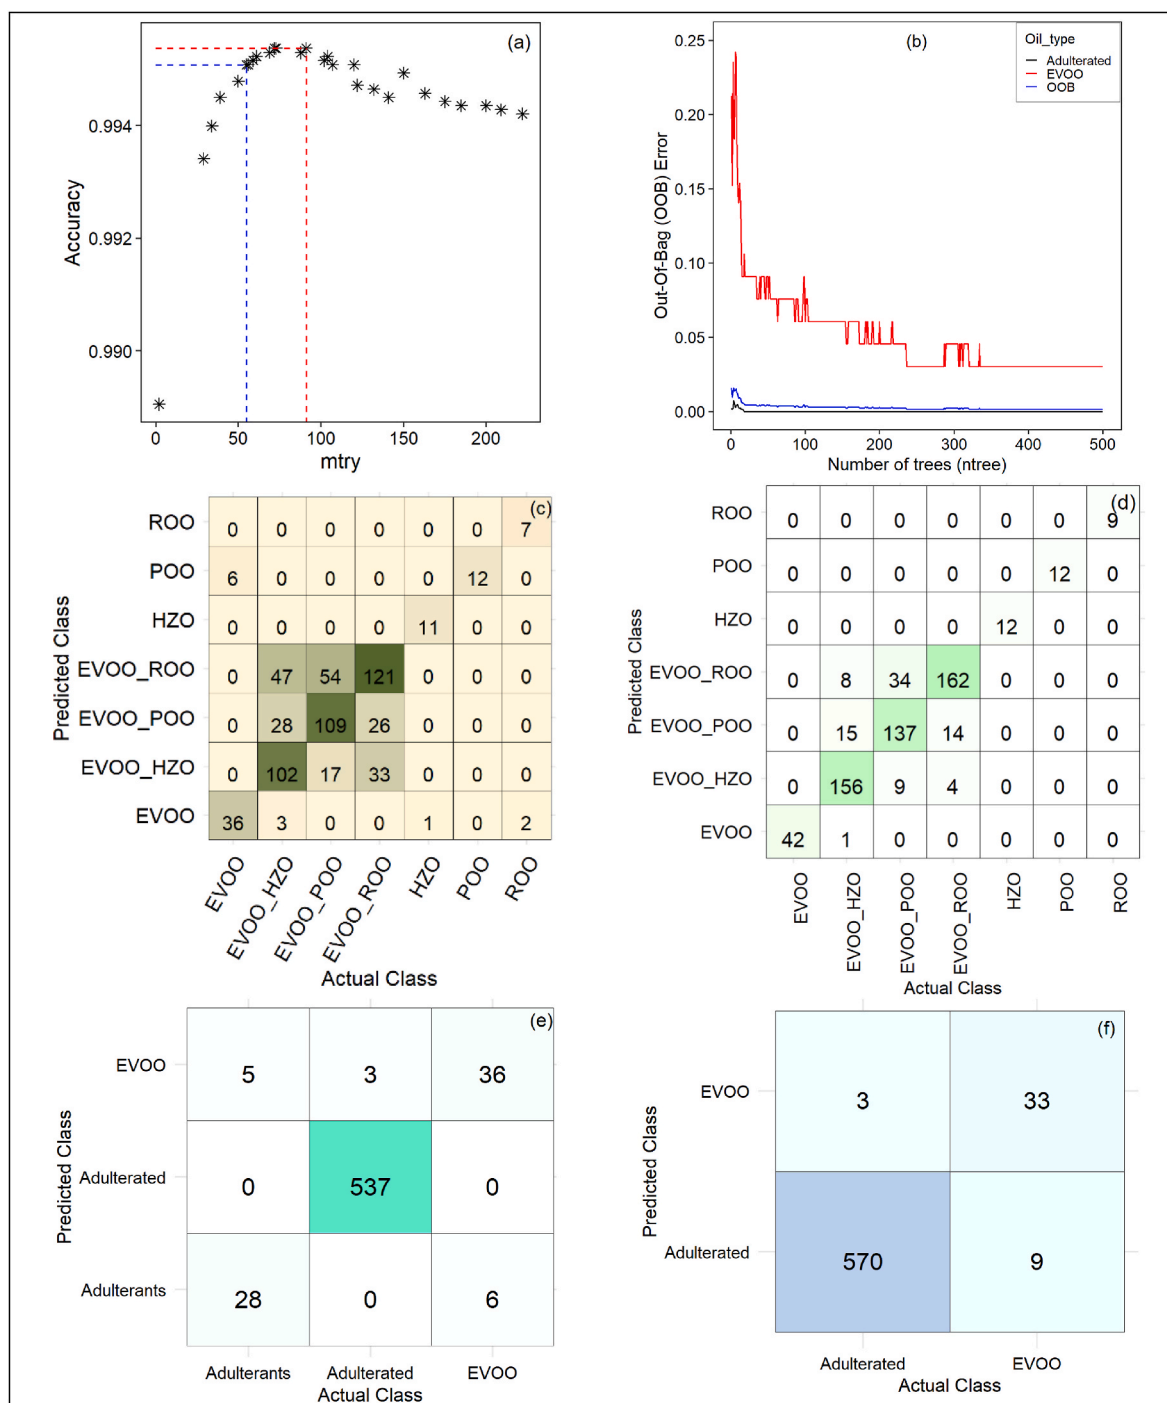 (a)
0.994
0.992
0.990
Accuracy
0 50 100 150 200
mtry
(b)
Oil_type
Adulterated
EVOO
OOB
0.25
0.20
0.15
0.10
0.05
0.00
Out-Of-Bag (OOB) Error
0 100 200 300 400 500
Number of trees (ntree)
(c)
Predicted Class
ROO 0 0 0 0 0 0 7
POO 6 0 0 0 0 12 0
HZO 0 0 0 0 11 0 0
EVOO_ROO 0 47 54 121 0 0 0
EVOO_POO 0 28 109 26 0 0 0
EVOO_HZO 0 102 17 33 0 0 0
EVOO 36 3 0 0 1 0 2
EVOO EVOO_HZO EVOO_POO EVOO_ROO HZO POO ROO
Actual Class
(d)
Predicted Class
ROO 0 0 0 0 0 0 9
POO 0 0 0 0 0 12 0
HZO 0 0 0 0 12 0 0
EVOO_ROO 0 8 34 162 0 0 0
EVOO_POO 0 15 137 14 0 0 0
EVOO_HZO 0 156 9 4 0 0 0
EVOO 42 1 0 0 0 0 0
EVOO EVOO_HZO EVOO_POO EVOO_ROO HZO POO ROO
Actual Class
(e)
Predicted Class
EVOO 5 3 36
Adulterated 0 537 0
Adulterants 28 0 6
Adulterants Adulterated EVOO
Actual Class
(f)
Predicted Class
EVOO 3 33
Adulterated 570 9
Adulterated EVOO
Actual Class